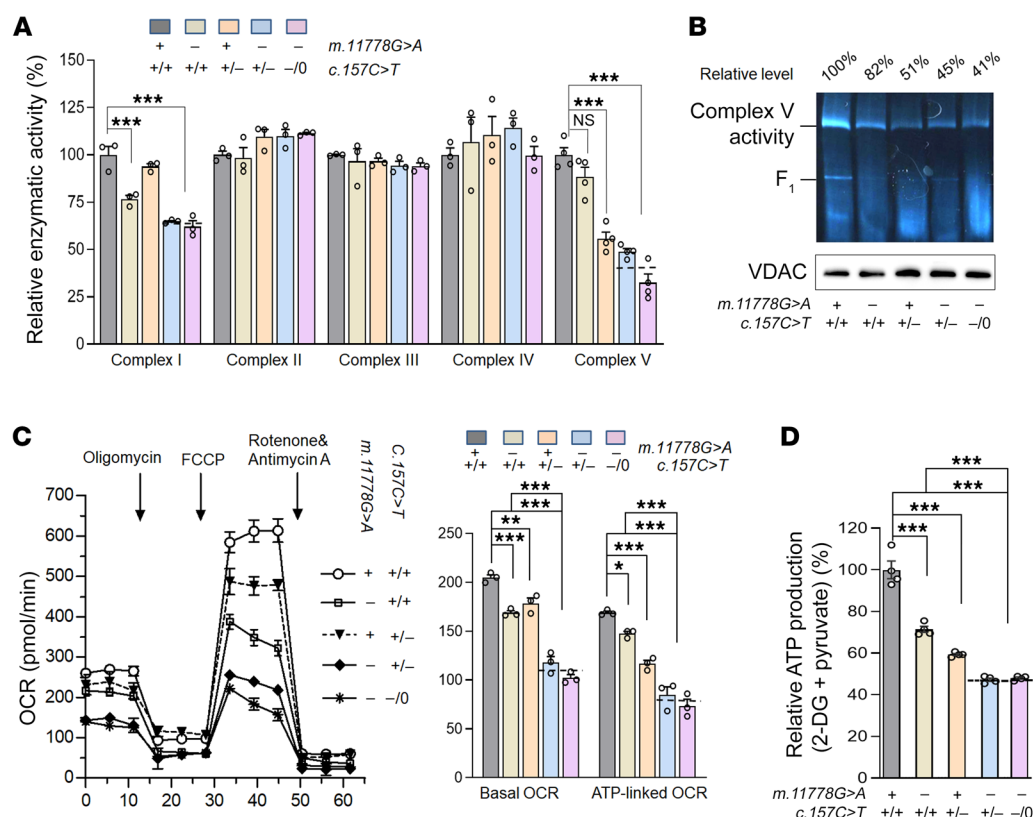 A
+ – + – – m.11778G>A
+/+ +/+ +/– +/– –/0 c.157C>T
Relative enzymatic activity (%)
150
125
100
75
50
25
0
*** ***
NS *** ***
Complex I Complex II Complex III Complex IV Complex V
B
Relative level 100% 82% 51% 45% 41%
Complex V
activity
F1
VDAC
m.11778G>A + – + – –
c.157C>T +/+ +/+ +/– +/– –/0
C
Oligomycin FCCP Rotenone&
Antimycin A
m.11778G>A
C.157C>T
OCR (pmol/min)
700
600
500
400
300
200
100
0
0 10 20 30 40 50 60
+ +/+
– +/+
+ +/–
– +/–
– –/0
+ – + – – m.11778G>A
+/+ +/+ +/– +/– –/0 c.157C>T
250
200
150
100
50
0
***
***
**
***
***
***
***
*
Basal OCR ATP-linked OCR
D
Relative ATP production
(2-DG + pyruvate) (%)
120
100
80
60
40
20
0
***
***
***
***
m.11778G>A + – + – –
c.157C>T +/+ +/+ +/– +/– –/0